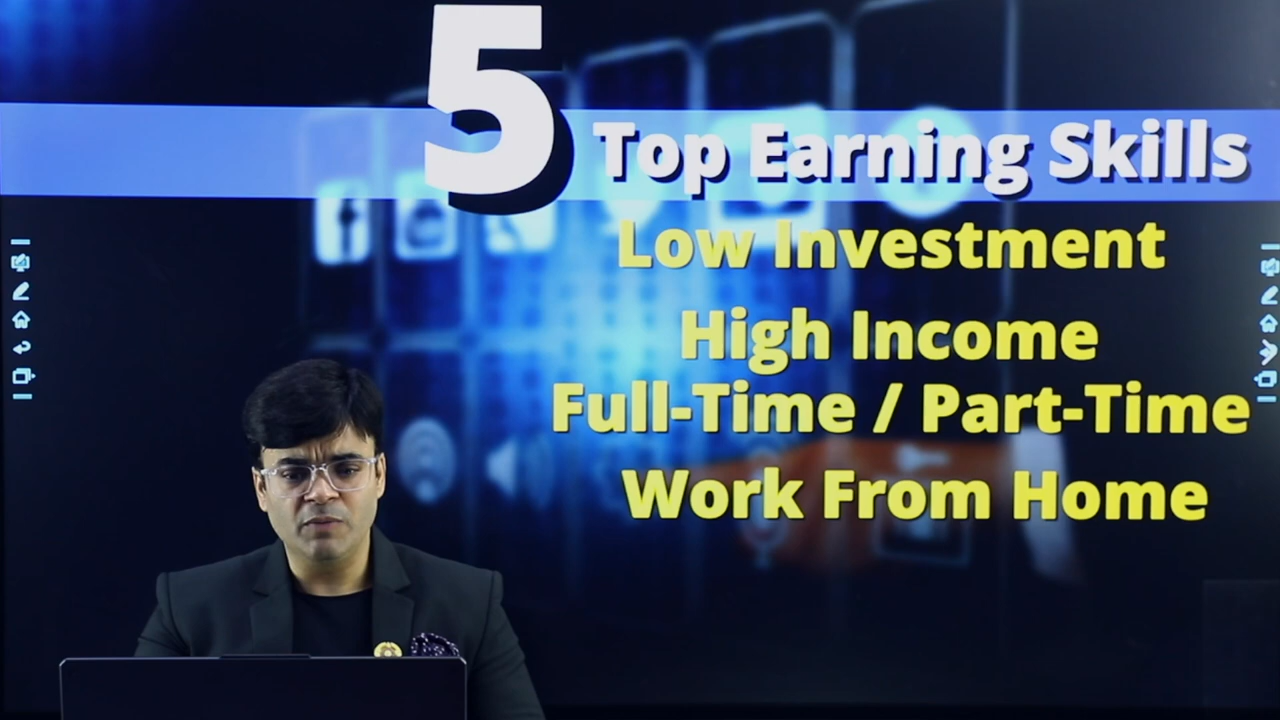 5
Top Earning Skills
Low Investment
High Income
Full-Time / Part-Time
Work From Home